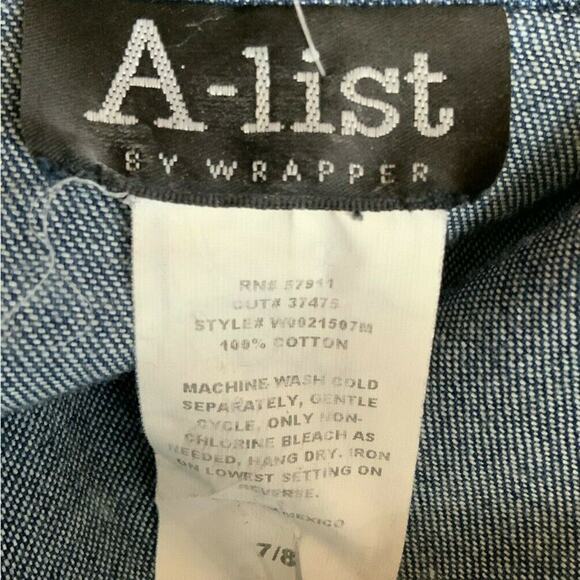 A-list
BY WRAPPER
RN# 57911
CUT# 37475
STYLE# W0021507M
100% COTTON
MACHINE WASH COLD
SEPARATELY, GENTLE
CYCLE, ONLY NON-
CHLORINE BLEACH AS
NEEDED, HANG DRY. IRON
ON LOWEST SETTING ON
REVERSE.
MEXICO
7/8